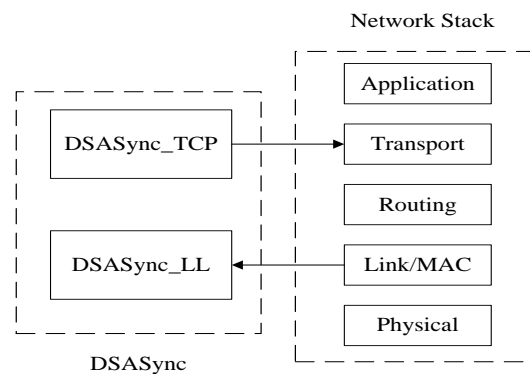 Network Stack
Application
DSASync_TCP
Transport
Routing
DSASync_LL
Link/MAC
Physical
DSASync